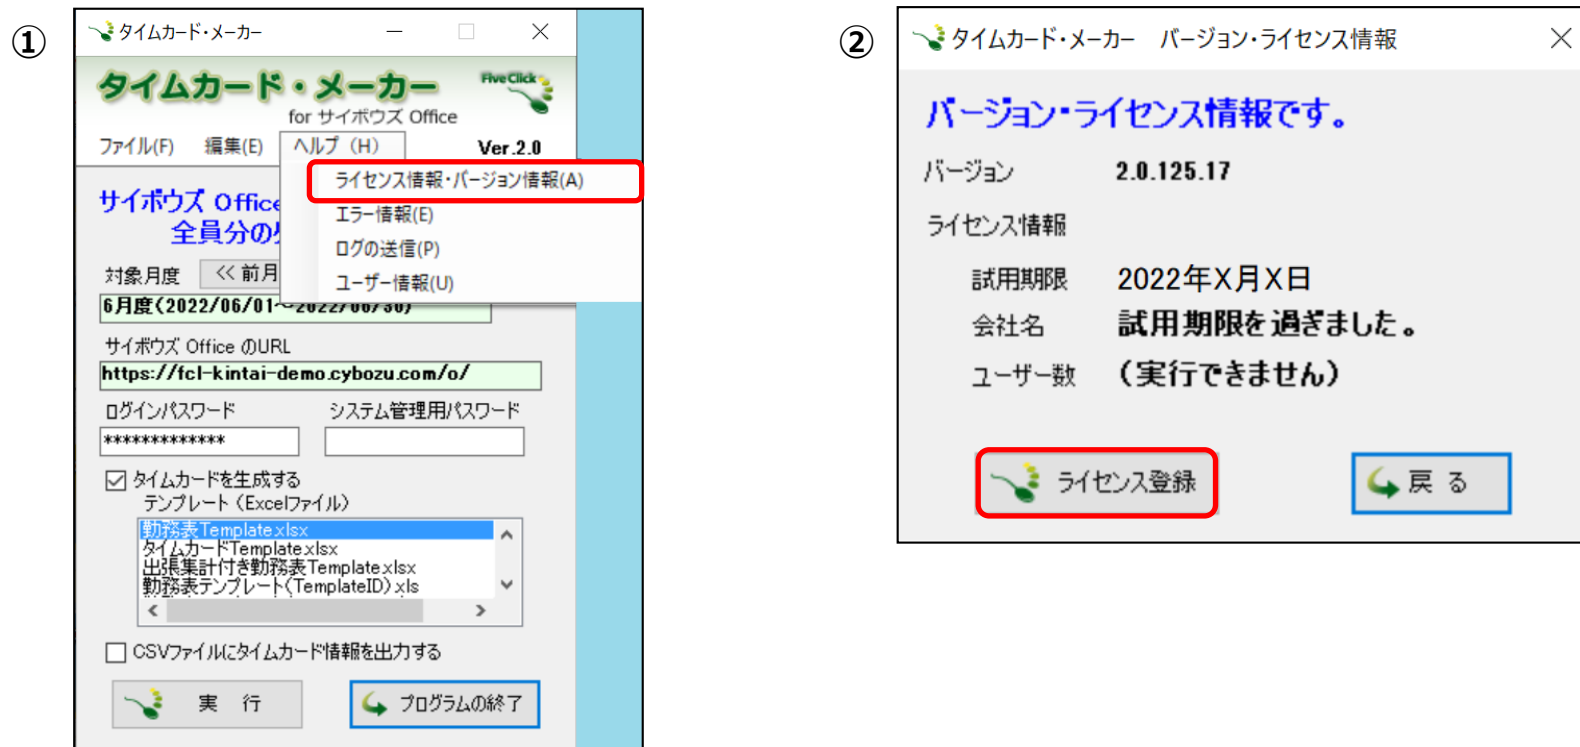 ①
タイムカード・メーカー
タイムカード・メーカー
FiveClick
for サイボウズ Office
ファイル(F) 編集(E) ヘルプ (H) Ver.2.0
ライセンス情報・バージョン情報(A)
エラー情報(E)
ログの送信(P)
ユーザー情報(U)
サイボウズ Office
全員分の
対象月度 << 前月
6月度(2022/06/01～2022/06/30)
サイボウズ Office のURL
https://fcl-kintai-demo.cybozu.com/o/
ログインパスワード システム管理用パスワード
*************
タイムカードを生成する
テンプレート (Excelファイル)
勤務表Template.xlsx
タイムカードTemplate.xlsx
出張集計付き勤務表Template.xlsx
勤務表テンプレート(TemplateID).xls
CSVファイルにタイムカード情報を出力する
実 行 プログラムの終了
②
タイムカード・メーカー バージョン・ライセンス情報
バージョン・ライセンス情報です。
バージョン 2.0.125.17
ライセンス情報
試用期限 2022年X月X日
会社名 試用期限を過ぎました。
ユーザー数 (実行できません)
ライセンス登録 戻 る